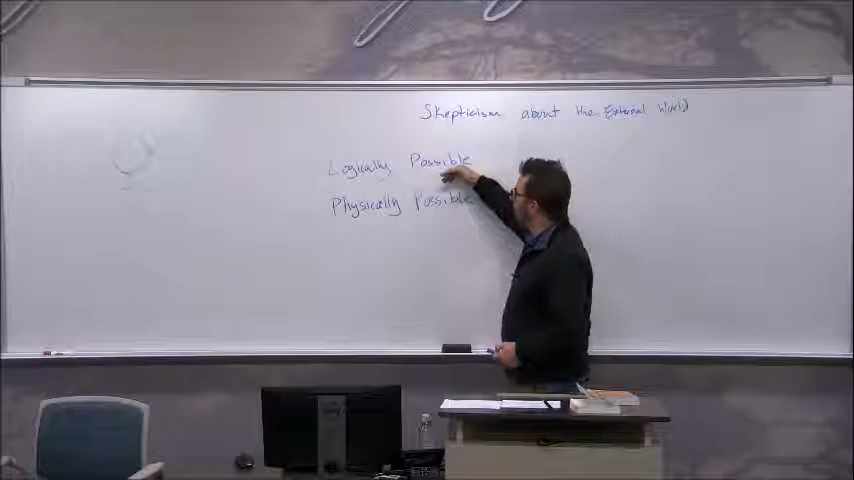 Skepticism about the External World
Logically Possible
Physically Possible